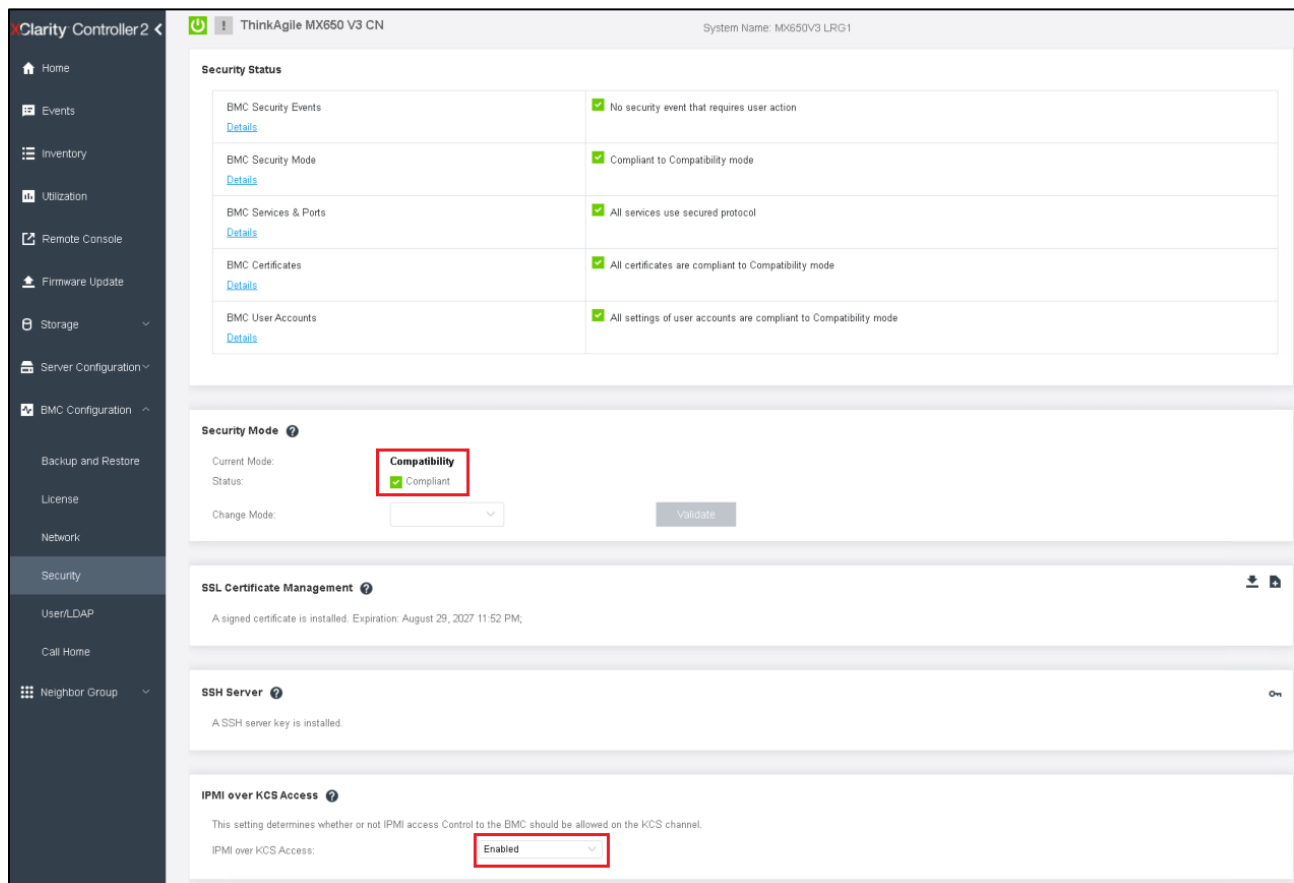 XClarity Controller 2
Home
Events
Inventory
Utilization
Remote Console
Firmware Update
Storage
Server Configuration
BMC Configuration
Backup and Restore
License
Network
Security
User/LDAP
Call Home
Neighbor Group
ThinkAgile MX650 V3 CN
System Name: MX650V3 LRG1
Security Status
BMC Security Events
Details
No security event that requires user action
BMC Security Mode
Details
Compliant to Compatibility mode
BMC Services & Ports
Details
All services use secured protocol
BMC Certificates
Details
All certificates are compliant to Compatibility mode
BMC User Accounts
Details
All settings of user accounts are compliant to Compatibility mode
Security Mode
Current Mode: Compatibility
Status: Compliant
Change Mode:
Validate
SSL Certificate Management
A signed certificate is installed. Expiration: August 29, 2027 11:52 PM;
SSH Server
A SSH server key is installed.
IPMI over KCS Access
This setting determines whether or not IPMI access Control to the BMC should be allowed on the KCS channel.
IPMI over KCS Access: Enabled